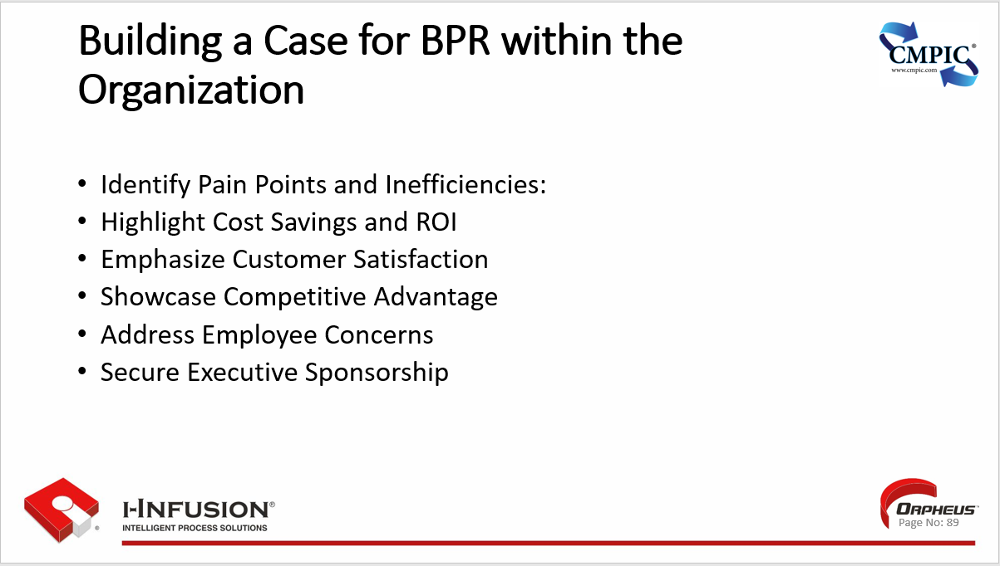 Building a Case for BPR within the
Organization
CMPIC®
www.cmpic.com
• Identify Pain Points and Inefficiencies:
• Highlight Cost Savings and ROI
• Emphasize Customer Satisfaction
• Showcase Competitive Advantage
• Address Employee Concerns
• Secure Executive Sponsorship
®
I-INFUSION®
INTELLIGENT PROCESS SOLUTIONS
ORPHEUS™
Page No: 89